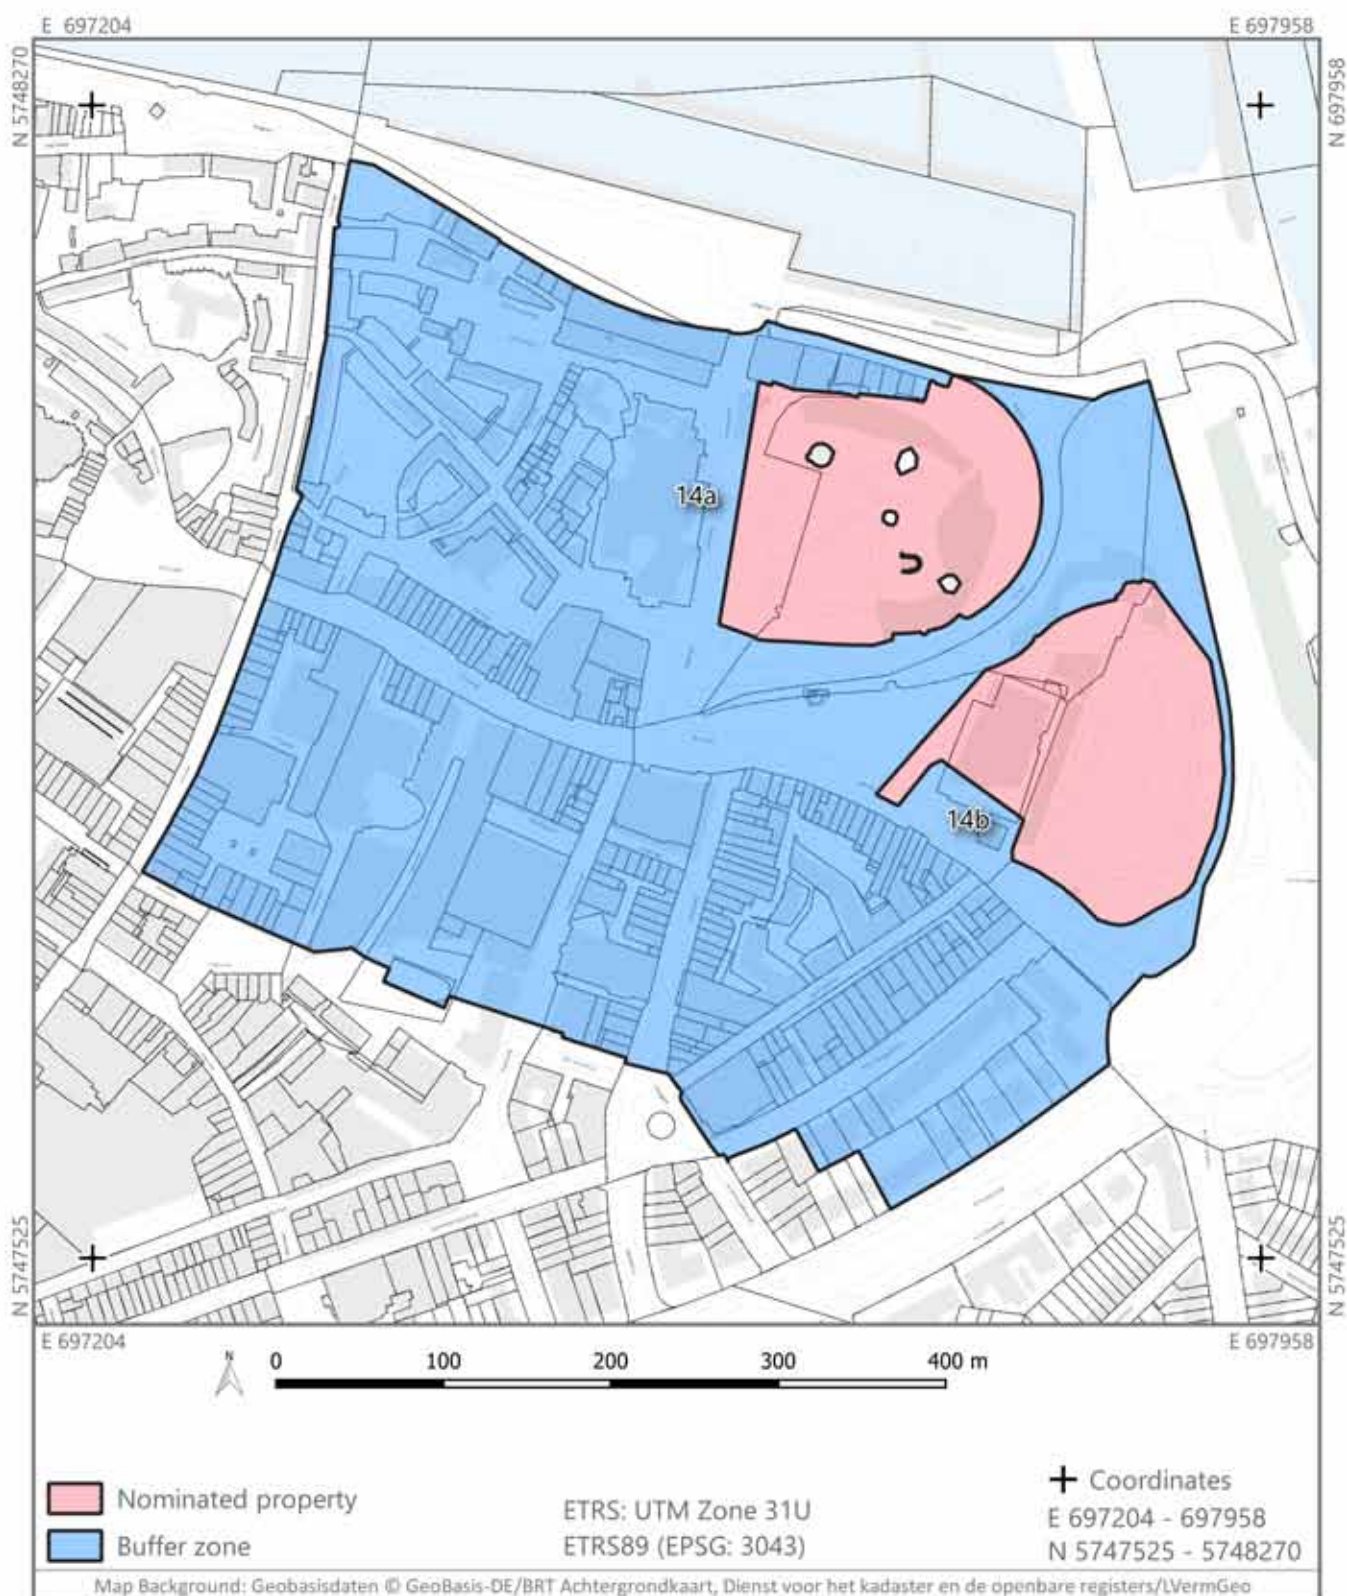 E 697204
E 697958
N 5748270
N 697958
14a
14b
N 5747525
N 5747525
E 697204
E 697958
N
0 100 200 300 400 m
Nominated property
Buffer zone
ETRS: UTM Zone 31U
ETRS89 (EPSG: 3043)
Coordinates
E 697204 - 697958
N 5747525 - 5748270
Map Background: Geobasisdaten © GeoBasis-DE/BRT Achtergrondkaart, Dienst voor het kadaster en de openbare registers/LVermGeo